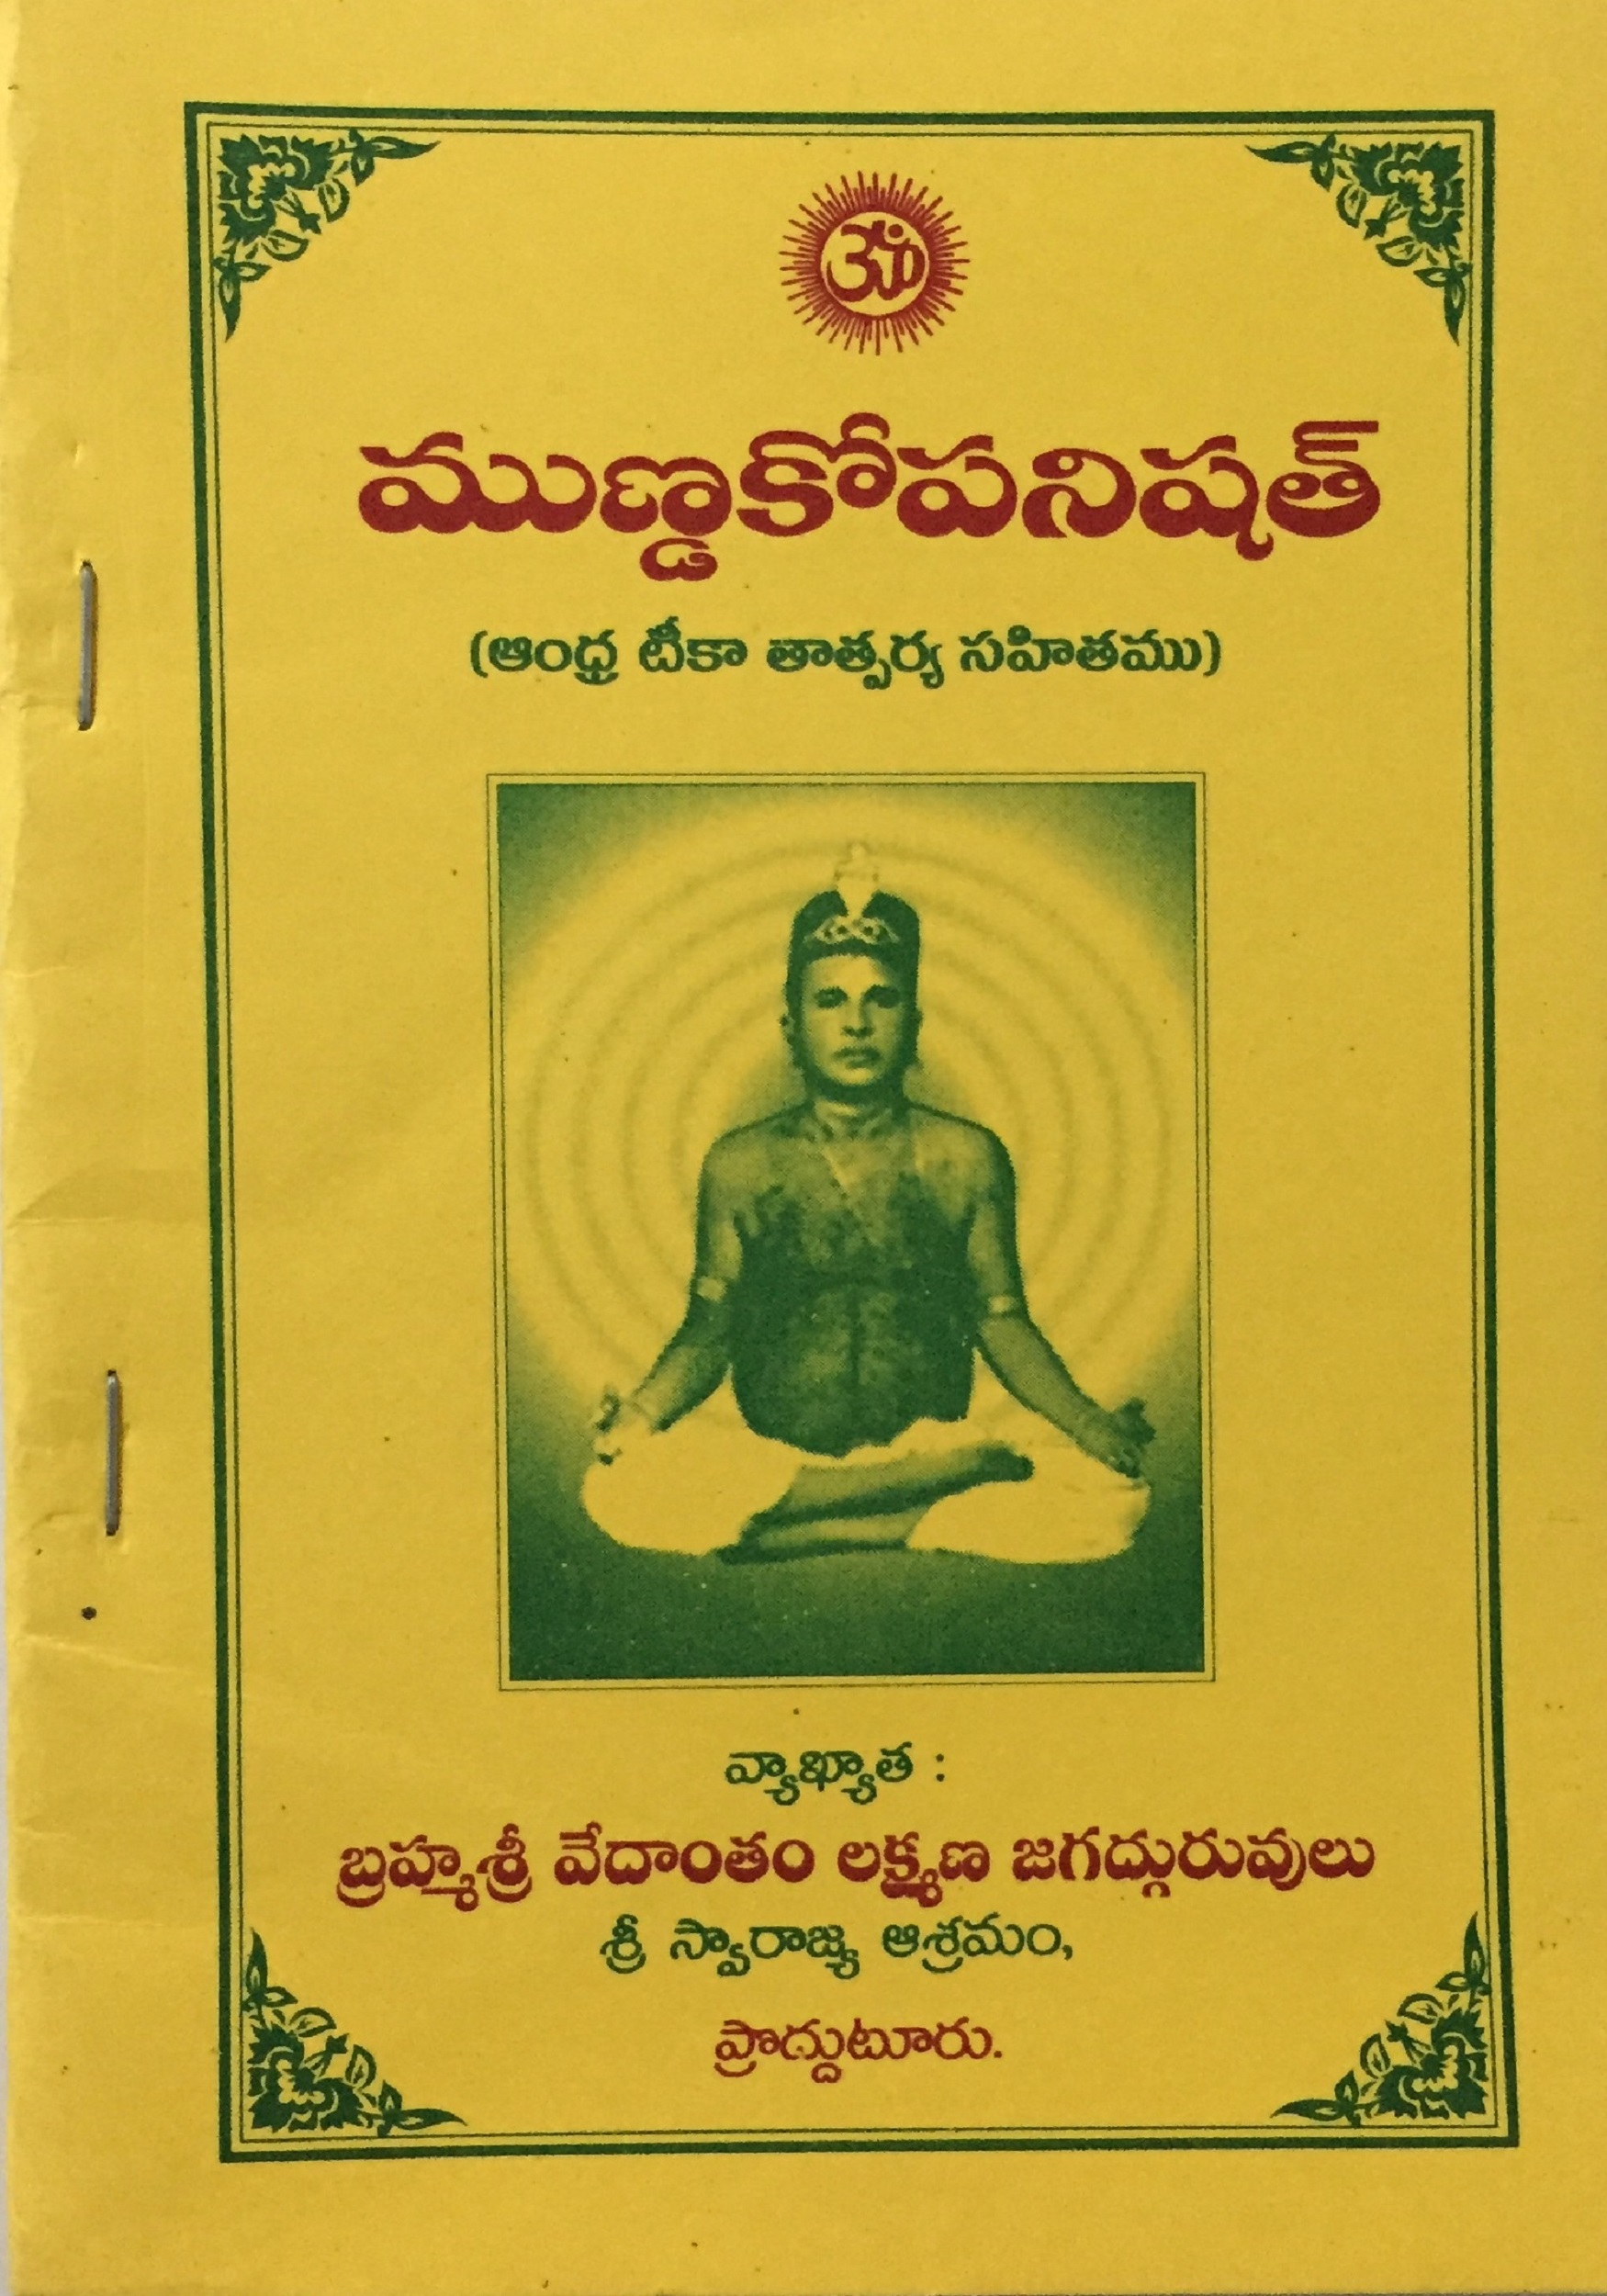 ఓం
ముణ్డకోపనిషత్
(ఆంధ్ర టీకా తాత్పర్య సహితము)
వ్యాఖ్యాత :
బ్రహ్మశ్రీ వేదాంతం లక్ష్మణ జగద్గురువులు
శ్రీ స్వారాజ్య ఆశ్రమం,
ప్రొద్దుటూరు.